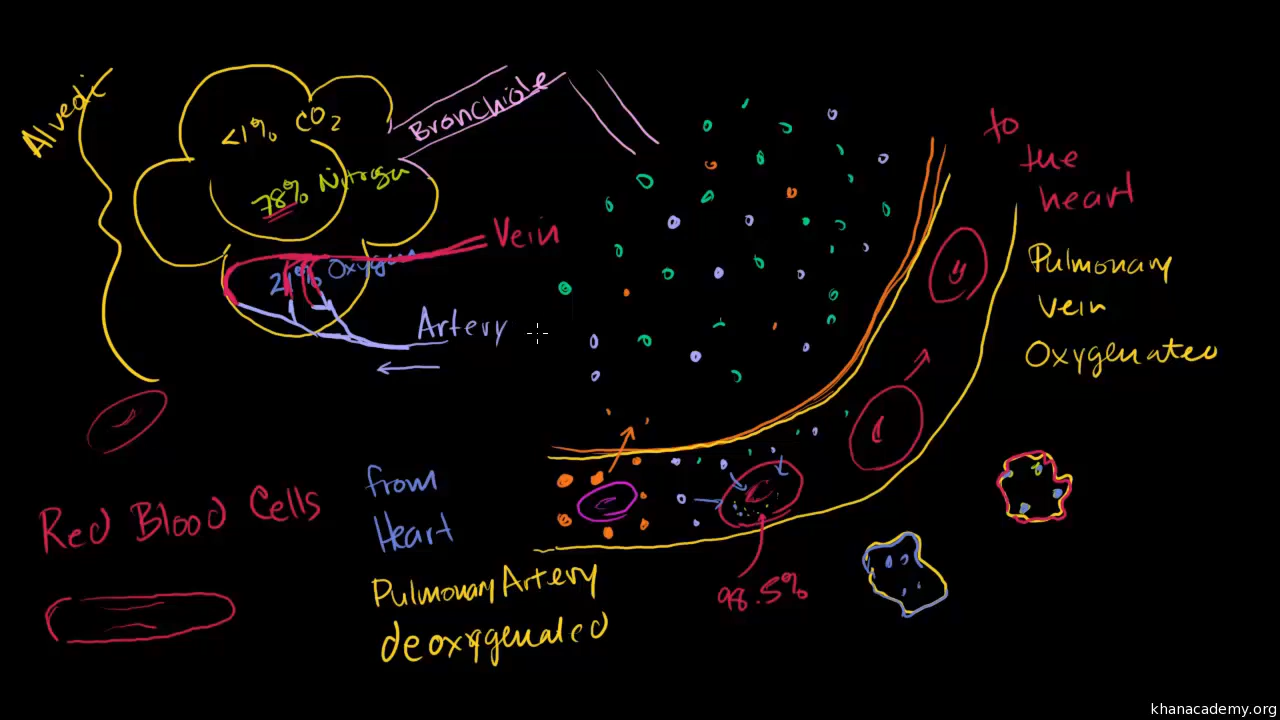 Alveoli
<1% CO2
78% Nitrogen
21% Oxygen
Bronchiole
Vein
Artery
Red Blood Cells
from
Heart
Pulmonary Artery
deoxygenated
98.5%
to
the
heart
Pulmonary
vein
Oxygenated
khanacademy.org